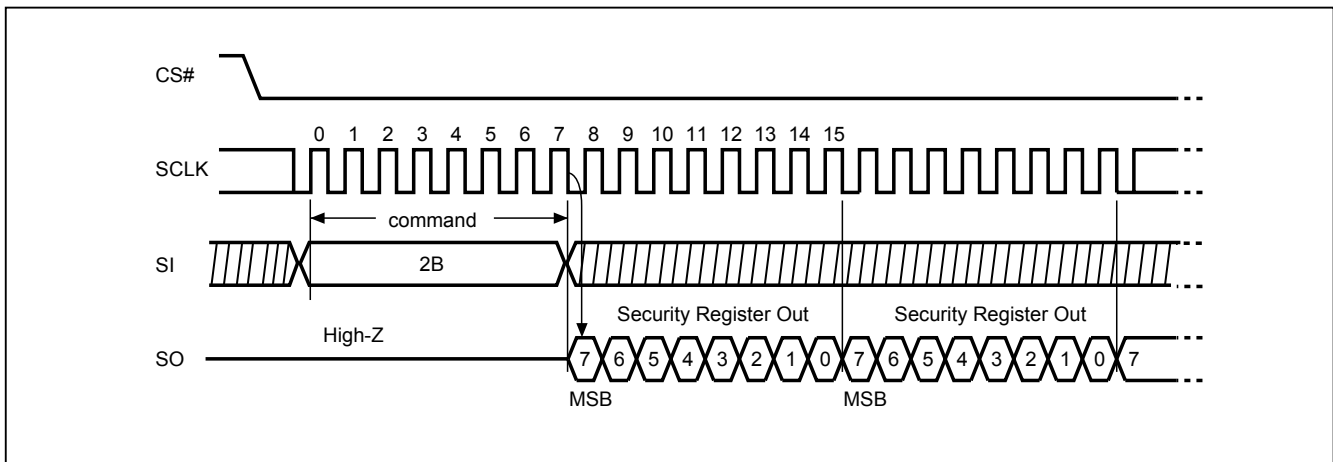 CS#
0 1 2 3 4 5 6 7 8 9 10 11 12 13 14 15
SCLK
command
SI
2B
Security Register Out Security Register Out
High-Z
SO
7 6 5 4 3 2 1 0 7 6 5 4 3 2 1 0 7
MSB MSB